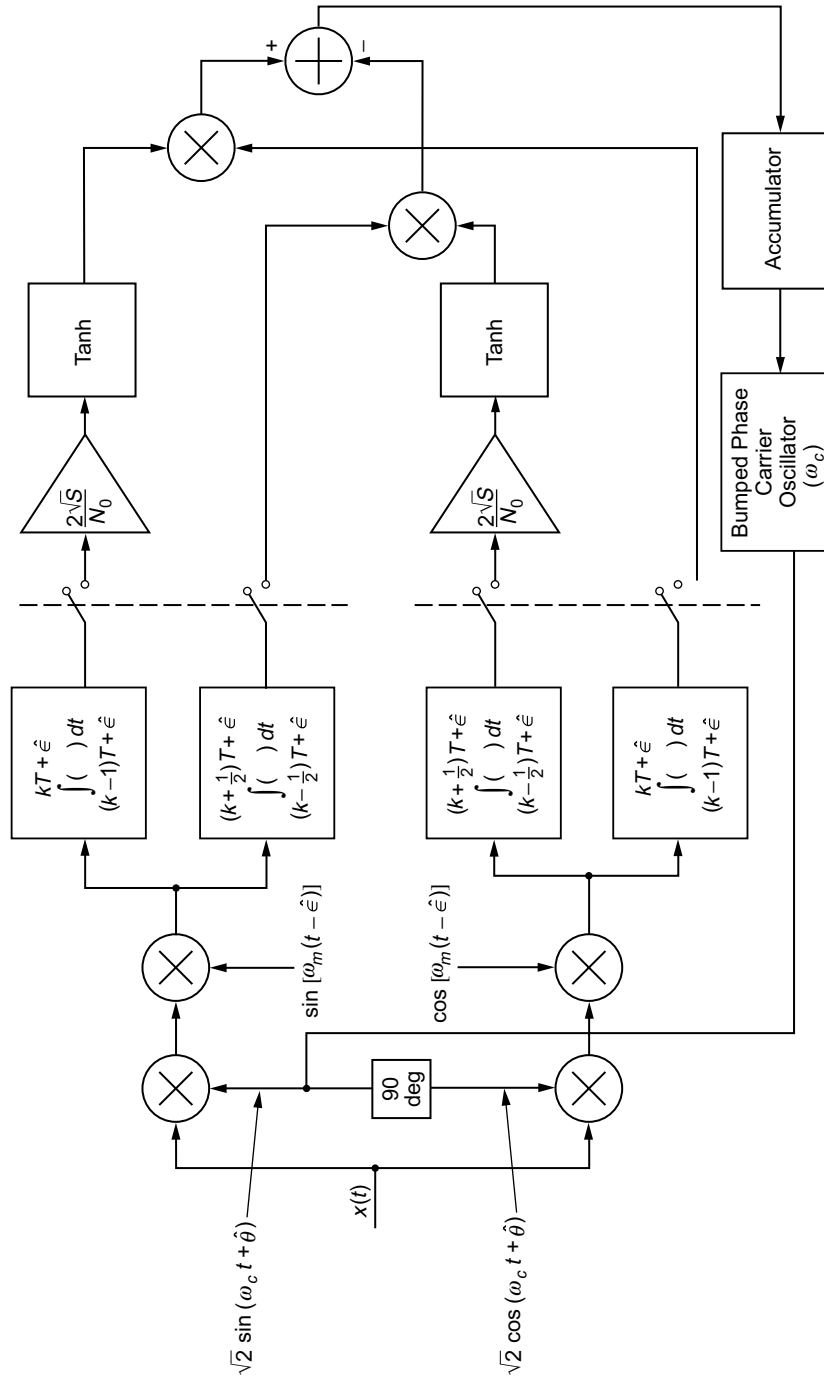 √2 sin (ω_c t + θ̂)
x(t)
√2 cos (ω_c t + θ̂)
90
deg
sin [ω_m (t – ε̂)]
cos [ω_m (t – ε̂)]
kT + ε̂
∫ ( ) dt
(k – 1)T + ε̂
(k + 1/2)T + ε̂
∫ ( ) dt
(k – 1/2)T + ε̂
(k + 1/2)T + ε̂
∫ ( ) dt
(k – 1/2)T + ε̂
kT + ε̂
∫ ( ) dt
(k – 1)T + ε̂
2√S
N₀
2√S
N₀
Tanh
Tanh
+
–
Accumulator
Bumped Phase
Carrier
Oscillator
(ω_c)